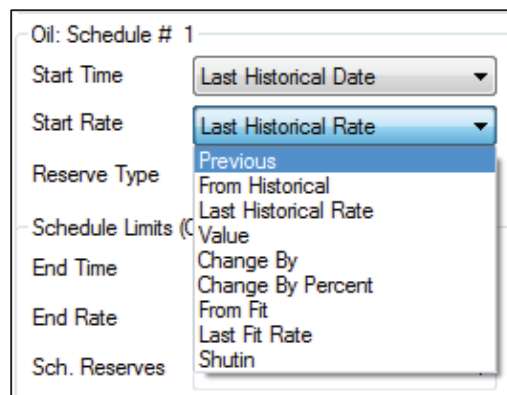 Oil: Schedule # 1
Start Time Last Historical Date
Start Rate Last Historical Rate
Previous
Reserve Type From Historical
Last Historical Rate
Schedule Limits (
Value
End Time Change By
Change By Percent
End Rate From Fit
Last Fit Rate
Sch. Reserves Shutin